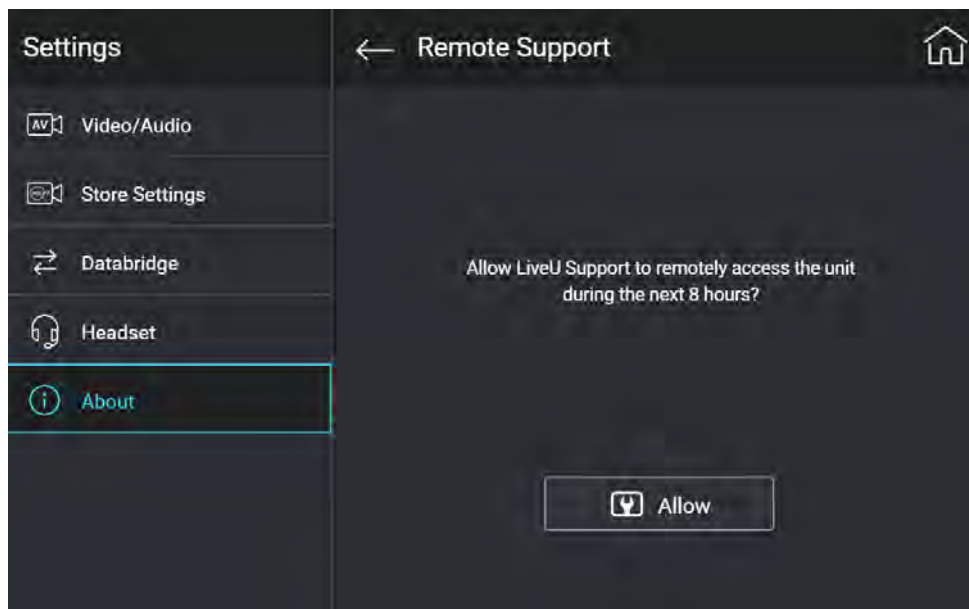 Settings
Remote Support
AV
Video/Audio
Store Settings
Databridge
Headset
About
Allow LiveU Support to remotely access the unit
during the next 8 hours?
Allow